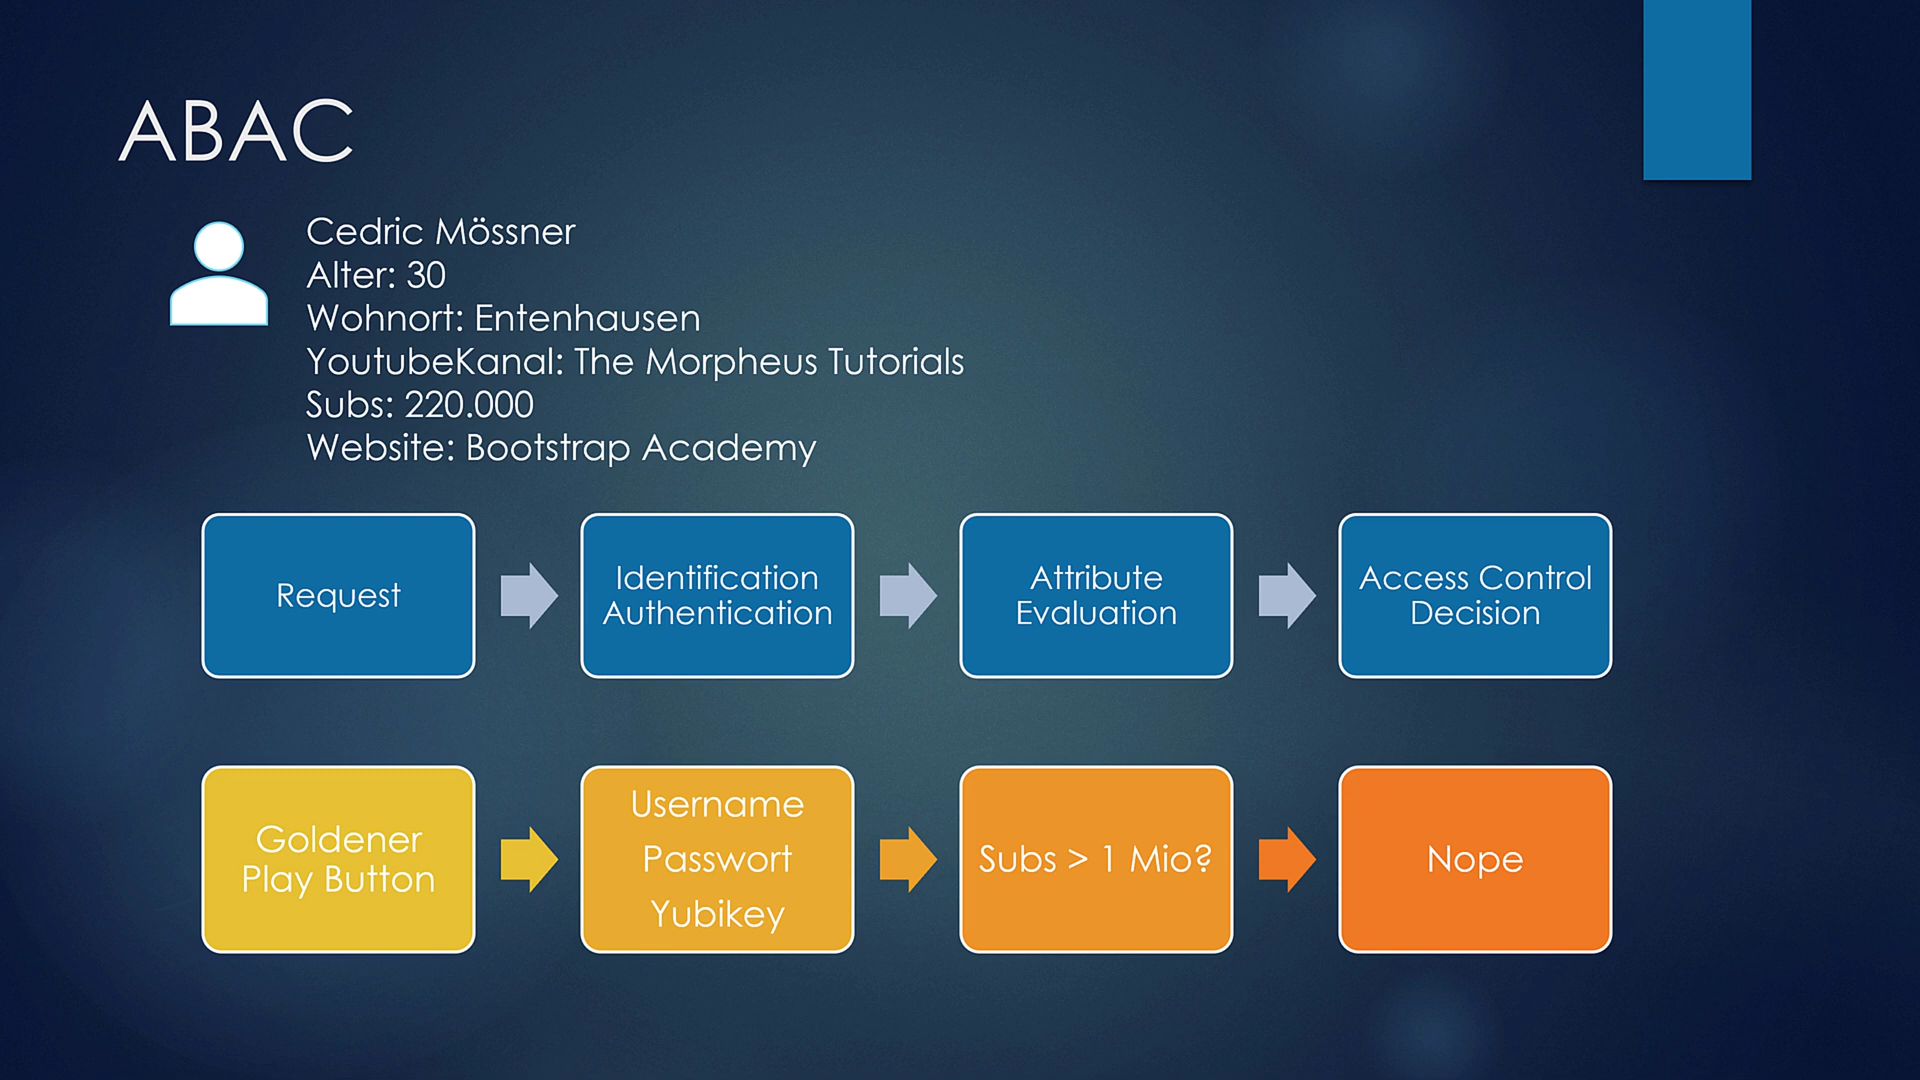 ABAC
Cedric Mössner
Alter: 30
Wohnort: Entenhausen
YoutubeKanal: The Morpheus Tutorials
Subs: 220.000
Website: Bootstrap Academy
Request
Identification
Authentication
Attribute
Evaluation
Access Control
Decision
Goldener
Play Button
Username
Passwort
Yubikey
Subs > 1 Mio?
Nope